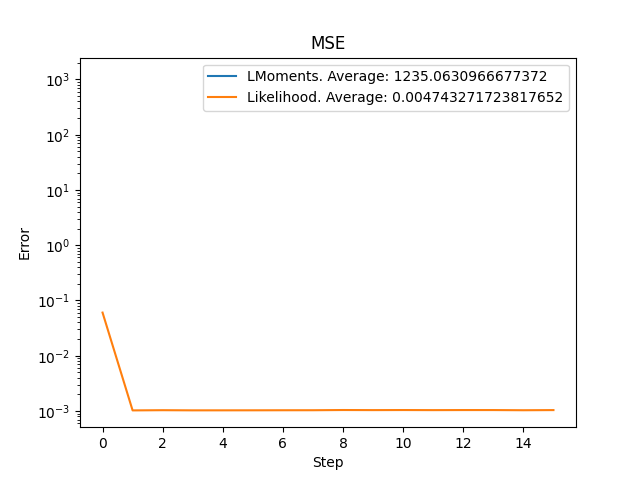 MSE
LMoments. Average: 1235.0630966677372
Likelihood. Average: 0.004743271723817652
10³
10²
10¹
10⁰
10⁻¹
10⁻²
10⁻³
Error
0 2 4 6 8 10 12 14
Step